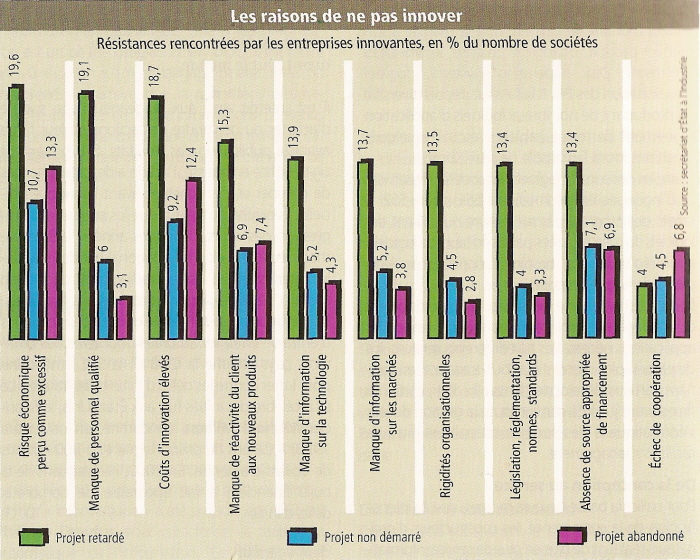 Les raisons de ne pas innover
Résistances rencontrées par les entreprises innovantes, en % du nombre de sociétés
19,6
10,7
13,3
19,1
6
3,1
18,7
9,2
12,4
15,3
6,9
7,4
13,9
5,2
4,3
13,7
5,2
3,8
13,5
4,5
2,8
13,4
4
3,3
13,4
7,1
6,9
4
4,5
6,8
Source : secrétariat d'État à l'Industrie
Risque économique
perçu comme excessif
Manque de personnel qualifié
Coûts d'innovation élevés
Manque de réactivité du client
aux nouveaux produits
Manque d'information
sur la technologie
Manque d'information
sur les marchés
Rigidités organisationnelles
Législation, réglementation,
normes, standards
Absence de source appropriée
de financement
Échec de coopération
Projet retardé
Projet non démarré
Projet abandonné